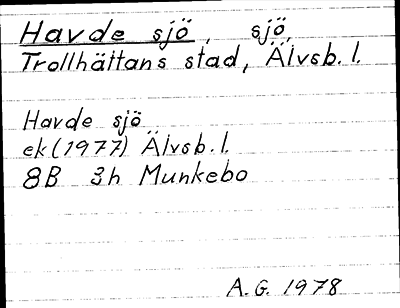 Havde sjö, sjö,
Trollhättans stad, Älvsb. l.
Havde sjö
ek (1977) Älvsb. l.
8B 3h Munkebo
A. G. 1978